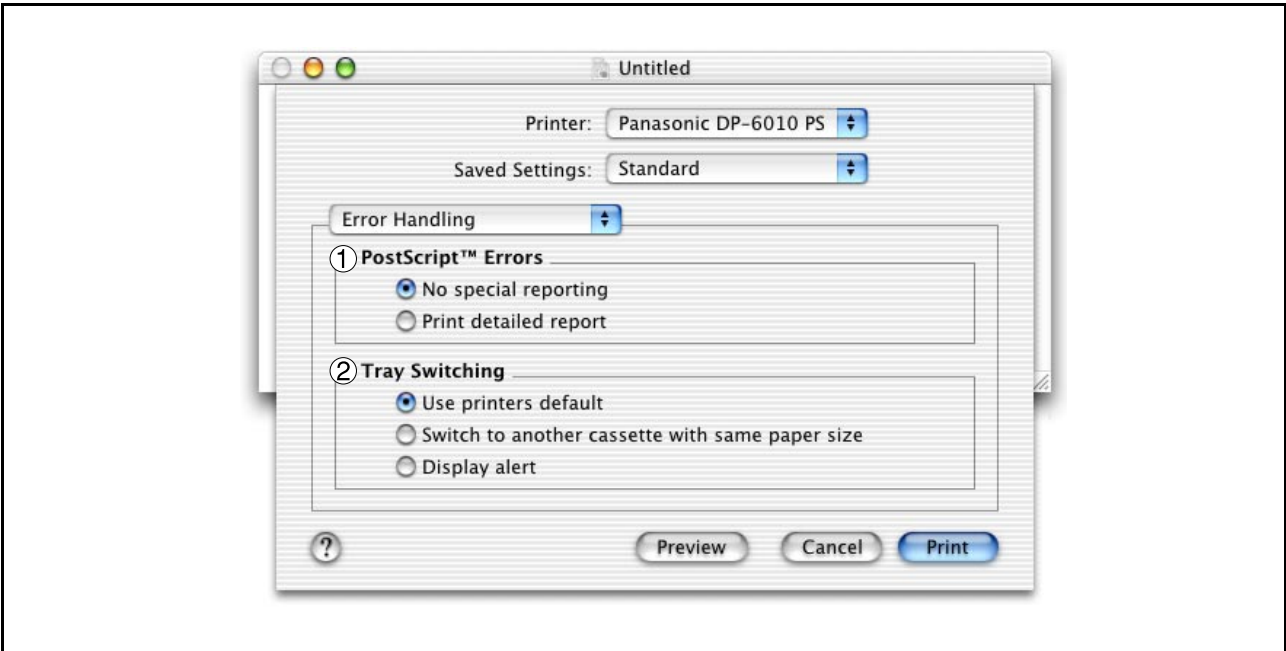 Untitled
Printer: Panasonic DP-6010 PS
Saved Settings: Standard
Error Handling
① PostScript™ Errors
No special reporting
Print detailed report
② Tray Switching
Use printers default
Switch to another cassette with same paper size
Display alert
? Preview Cancel Print